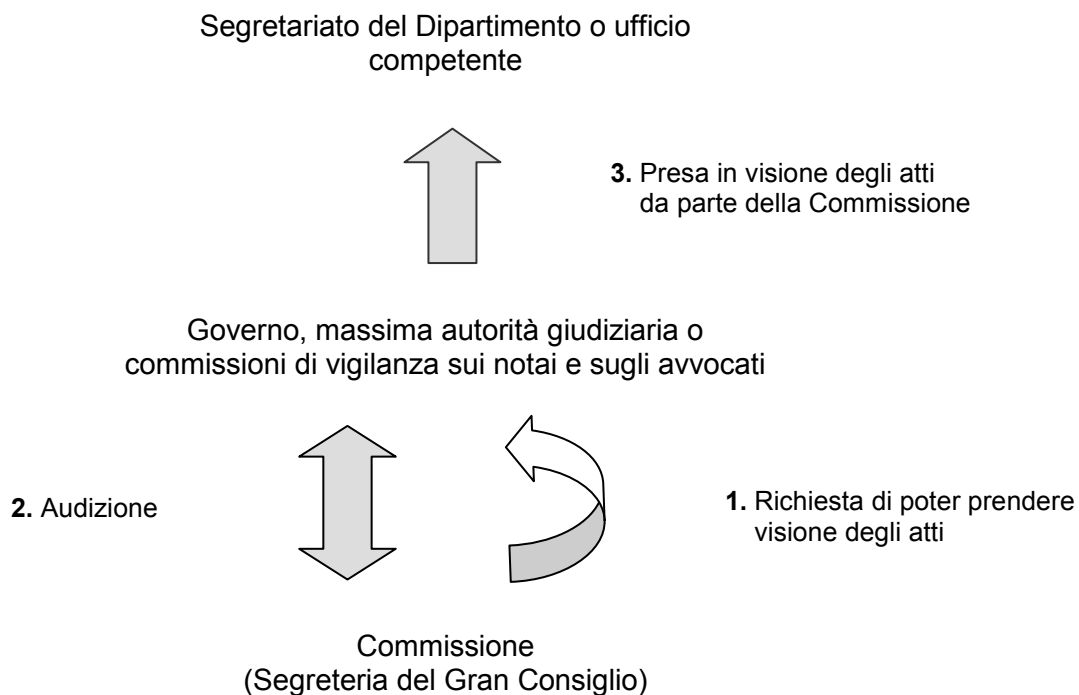 Segretariato del Dipartimento o ufficio
competente
3. Presa in visione degli atti
da parte della Commissione
Governo, massima autorità giudiziaria o
commissioni di vigilanza sui notai e sugli avvocati
2. Audizione
1. Richiesta di poter prendere
visione degli atti
Commissione
(Segreteria del Gran Consiglio)